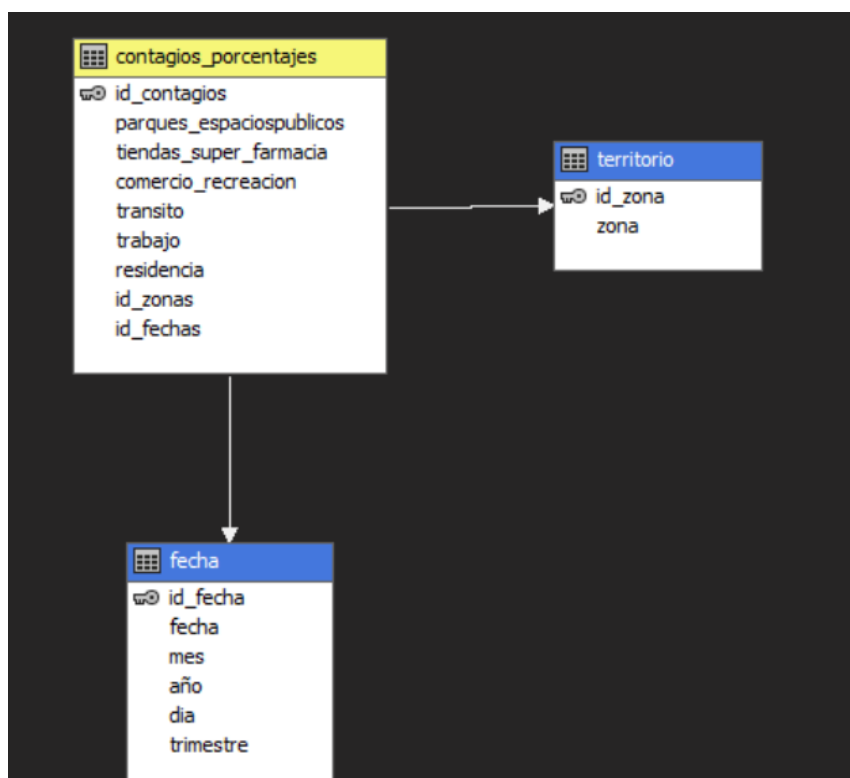 contagios_porcentajes
id_contagios
parques_espaciospublicos
tiendas_super_farmacia
comercio_recreacion
transito
trabajo
residencia
id_zonas
id_fechas
territorio
id_zona
zona
fecha
id_fecha
fecha
mes
año
dia
trimestre